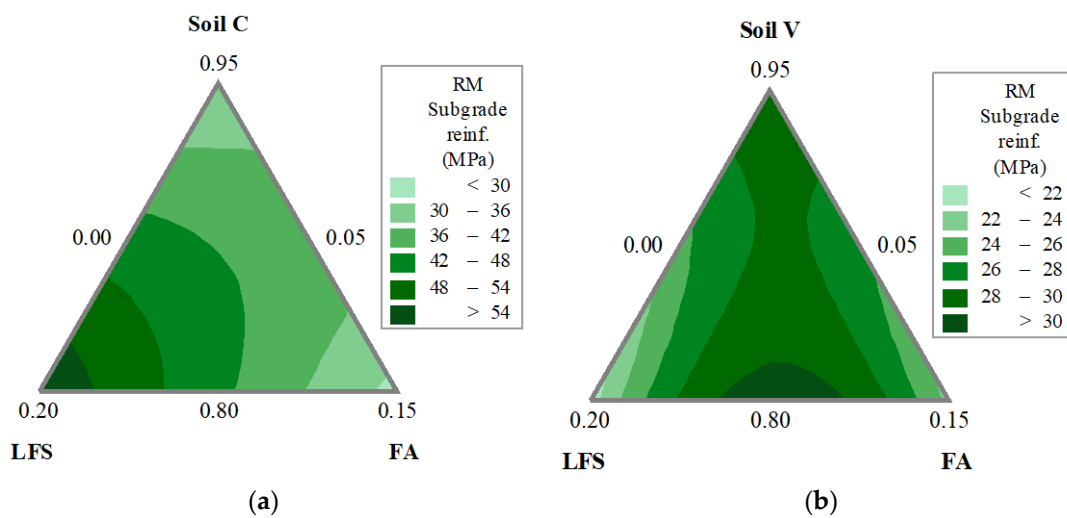 Soil C
0.95
RM
Subgrade
reinf.
(MPa)
< 30
30 – 36
36 – 42
42 – 48
48 – 54
> 54
0.00
0.05
0.20
0.80
0.15
LFS
FA
(a)
Soil V
0.95
RM
Subgrade
reinf.
(MPa)
< 22
22 – 24
24 – 26
26 – 28
28 – 30
> 30
0.00
0.05
0.20
0.80
0.15
LFS
FA
(b)